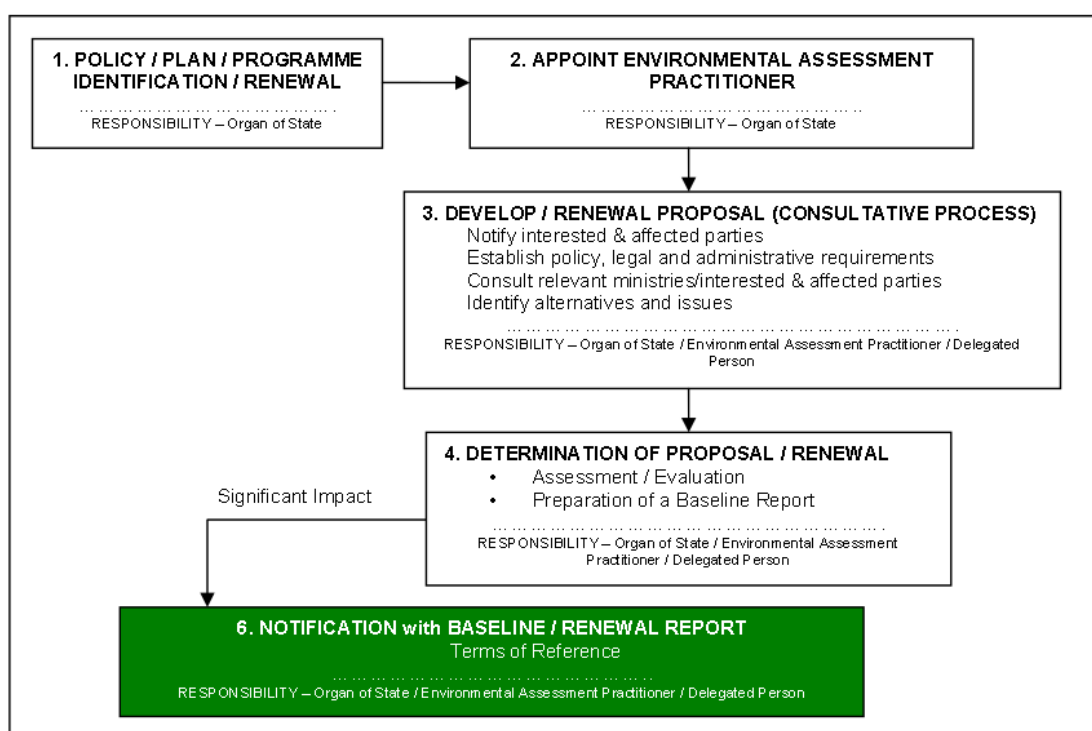 1. POLICY / PLAN / PROGRAMME
IDENTIFICATION / RENEWAL
… … … … … … … … … … … … … .
RESPONSIBILITY – Organ of State
2. APPOINT ENVIRONMENTAL ASSESSMENT
PRACTITIONER
… … … … … … … … … … … … … … ..
RESPONSIBILITY – Organ of State
3. DEVELOP / RENEWAL PROPOSAL (CONSULTATIVE PROCESS)
Notify interested & affected parties
Establish policy, legal and administrative requirements
Consult relevant ministries/interested & affected parties
Identify alternatives and issues
… … … … … … … … … … … … … … … … … … … … … … … .
RESPONSIBILITY – Organ of State / Environmental Assessment Practitioner / Delegated
Person
4. DETERMINATION OF PROPOSAL / RENEWAL
• Assessment / Evaluation
• Preparation of a Baseline Report
… … … … … … … … … … … … … … … … … … … … .
RESPONSIBILITY – Organ of State / Environmental Assessment
Practitioner / Delegated Person
Significant Impact
6. NOTIFICATION with BASELINE / RENEWAL REPORT
Terms of Reference
… … … … … … … … … … … … … … … … ..
RESPONSIBILITY – Organ of State / Environmental Assessment Practitioner / Delegated Person